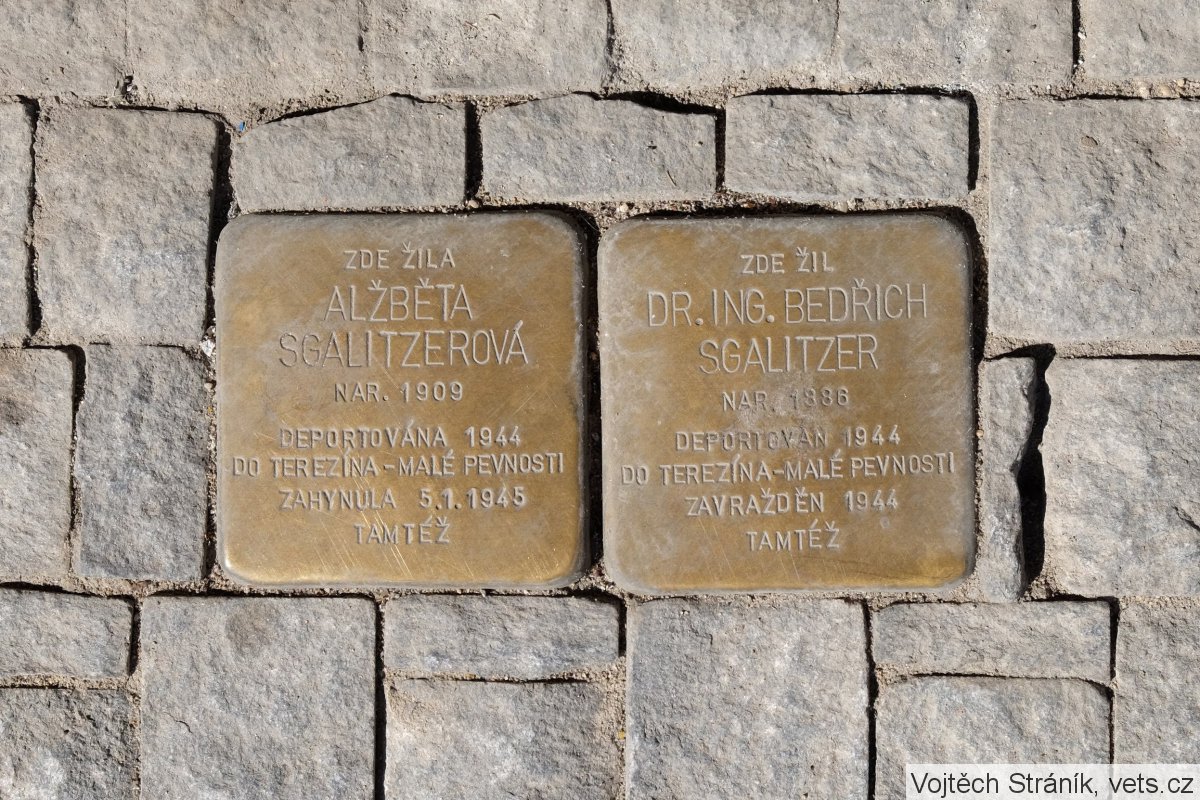 ZDE ŽILA
ALŽBĚTA
SGALITZEROVÁ
NAR. 1909
DEPORTOVÁNA 1944
DO TEREZÍNA-MALÉ PEVNOSTI
ZAHYNULA 5.1.1945
TAMTÉŽ
ZDE ŽIL
DR. ING. BEDŘICH
SGALITZER
NAR. 1886
DEPORTOVÁN 1944
DO TEREZÍNA-MALÉ PEVNOSTI
ZAVRAŽDĚN 1944
TAMTÉŽ
Vojtěch Stráník, vets.cz